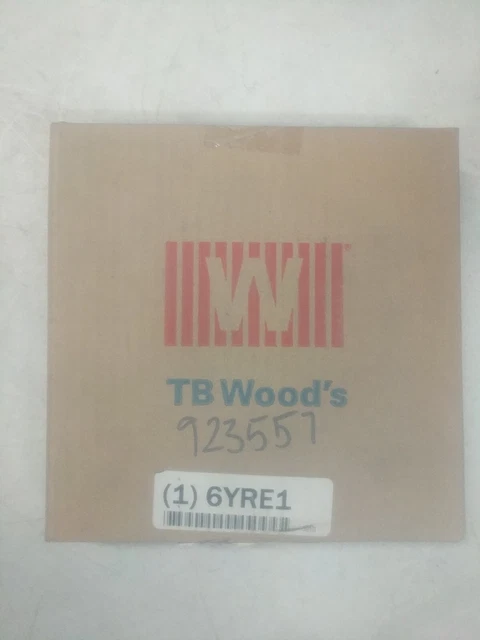 W
TB Wood's
923557
(1) 6YRE1